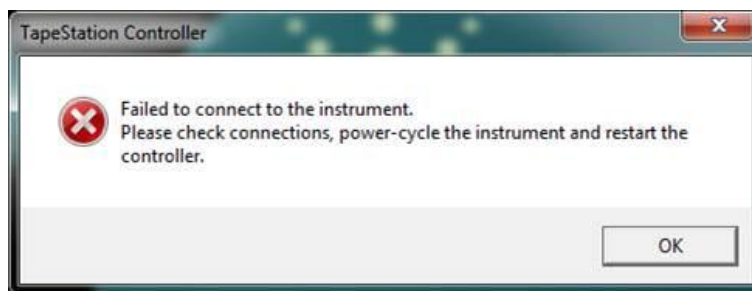 TapeStation Controller
Failed to connect to the instrument.
Please check connections, power-cycle the instrument and restart the
controller.
OK